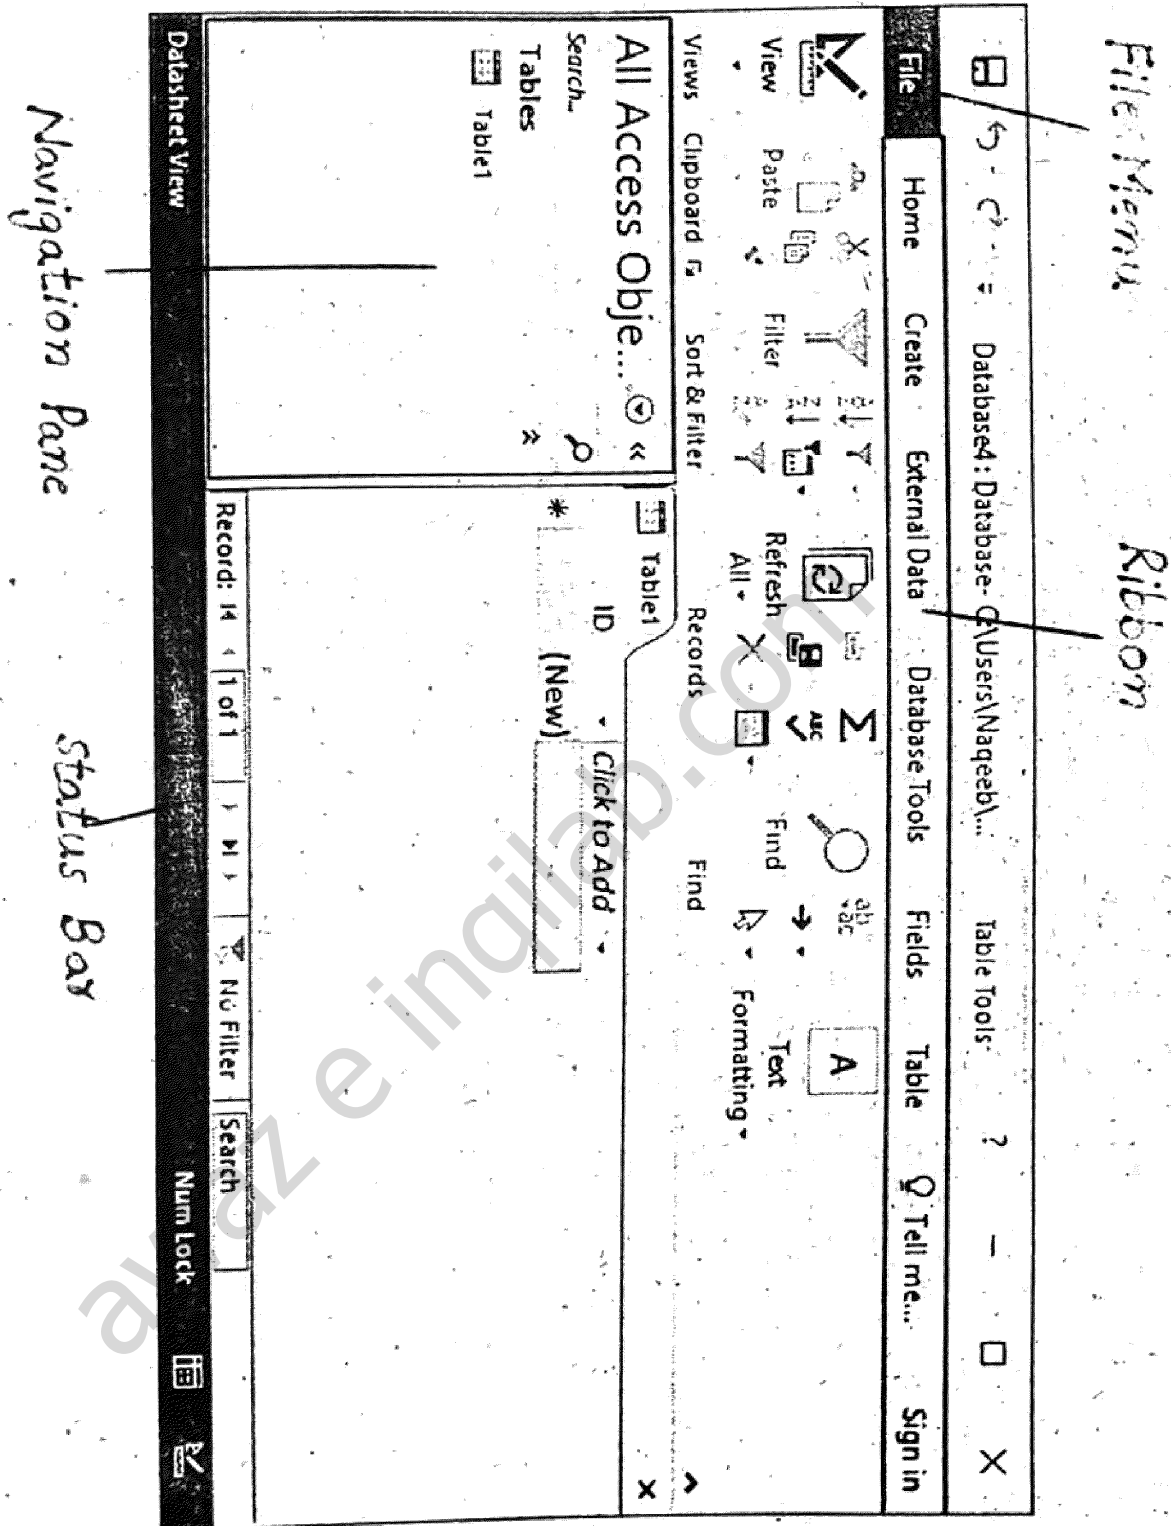 File Menu
Ribbon
Database4 : Database- C:\Users\Naqeeb\... Table Tools ?
File Home Create External Data Database Tools Fields Table Tell me... Sign in
View Paste Filter Refresh All Find Text Formatting
Views Clipboard Sort & Filter Records Find
All Access Obje...
Search...
Tables
Table1
Table1
ID Click to Add
* (New)
Record: 1 of 1 No Filter Search
Datasheet View Num Lock
Navigation Pane
Status Bar
avaz e inqilab.com